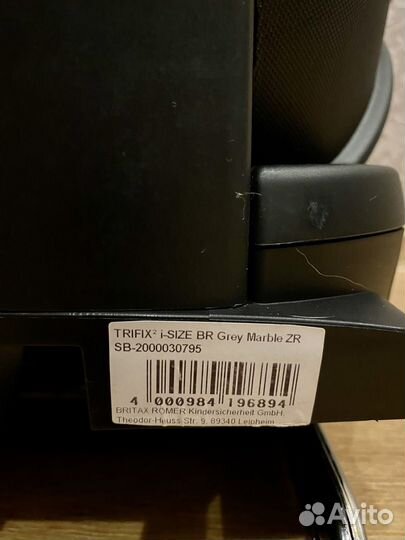 TRIFIX² i-SIZE BR Grey Marble ZR
SB-2000030795
4 000984 196894
BRITAX RÖMER Kindersicherheit GmbH,
Theodor-Heuss-Str. 9, 89340 Leipheim
Avito